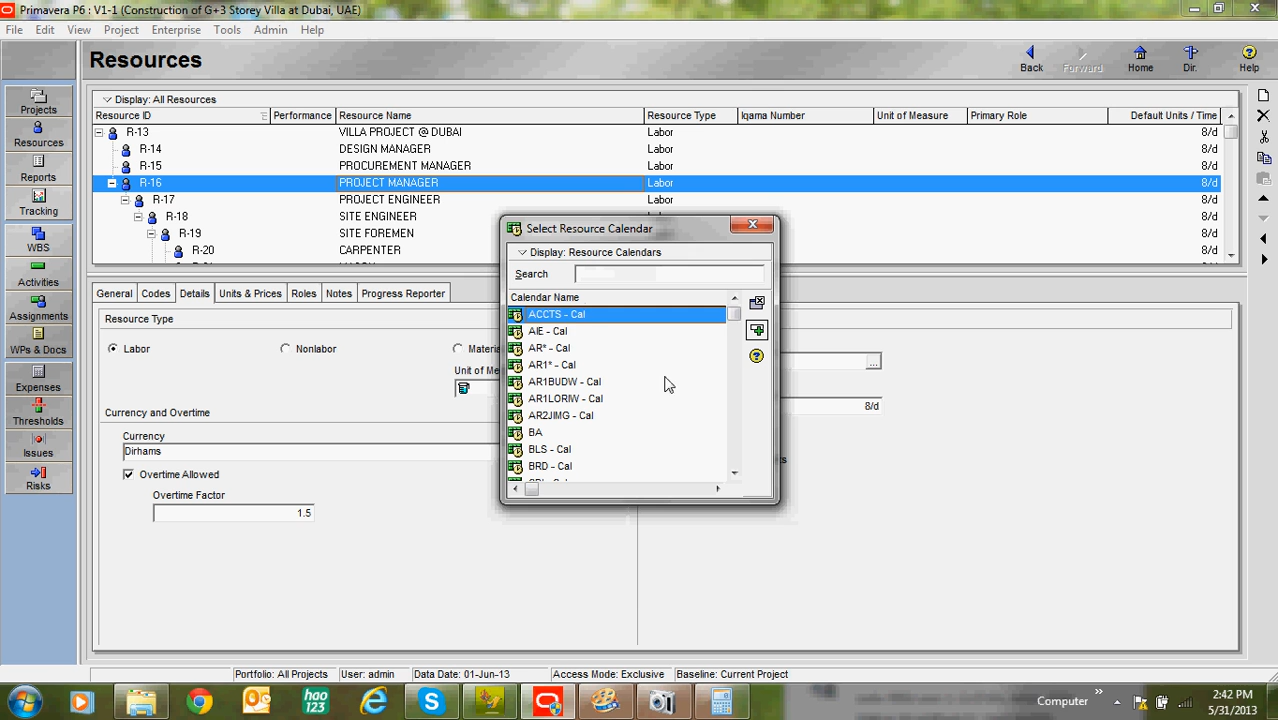 Primavera P6 : V1-1 (Construction of G+3 Storey Villa at Dubai, UAE)
File Edit View Project Enterprise Tools Admin Help
Resources
Back Forward Home Dir. Help
Projects
Resources
Reports
Tracking
WBS
Activities
Assignments
WPs & Docs
Expenses
Thresholds
Issues
Risks
Display: All Resources
Resource ID Performance Resource Name Resource Type Iqama Number Unit of Measure Primary Role Default Units / Time
R-13 VILLA PROJECT @ DUBAI Labor 8/d
R-14 DESIGN MANAGER Labor 8/d
R-15 PROCUREMENT MANAGER Labor 8/d
R-16 PROJECT MANAGER Labor 8/d
R-17 PROJECT ENGINEER Labor 8/d
R-18 SITE ENGINEER 8/d
R-19 SITE FOREMEN 8/d
R-20 CARPENTER 8/d
General Codes Details Units & Prices Roles Notes Progress Reporter
Resource Type
Labor Nonlabor Materia
Unit of Me
...
8/d
Currency and Overtime
Currency
Dirhams
Overtime Allowed
Overtime Factor
1.5
Select Resource Calendar
Display: Resource Calendars
Search
Calendar Name
ACCTS - Cal
AIE - Cal
AR* - Cal
AR1* - Cal
AR1BUDW - Cal
AR1LORIW - Cal
AR2JIMG - Cal
BA
BLS - Cal
BRD - Cal
Portfolio: All Projects User: admin Data Date: 01-Jun-13 Access Mode: Exclusive Baseline: Current Project
hao
123
Computer
2:42 PM
5/31/2013